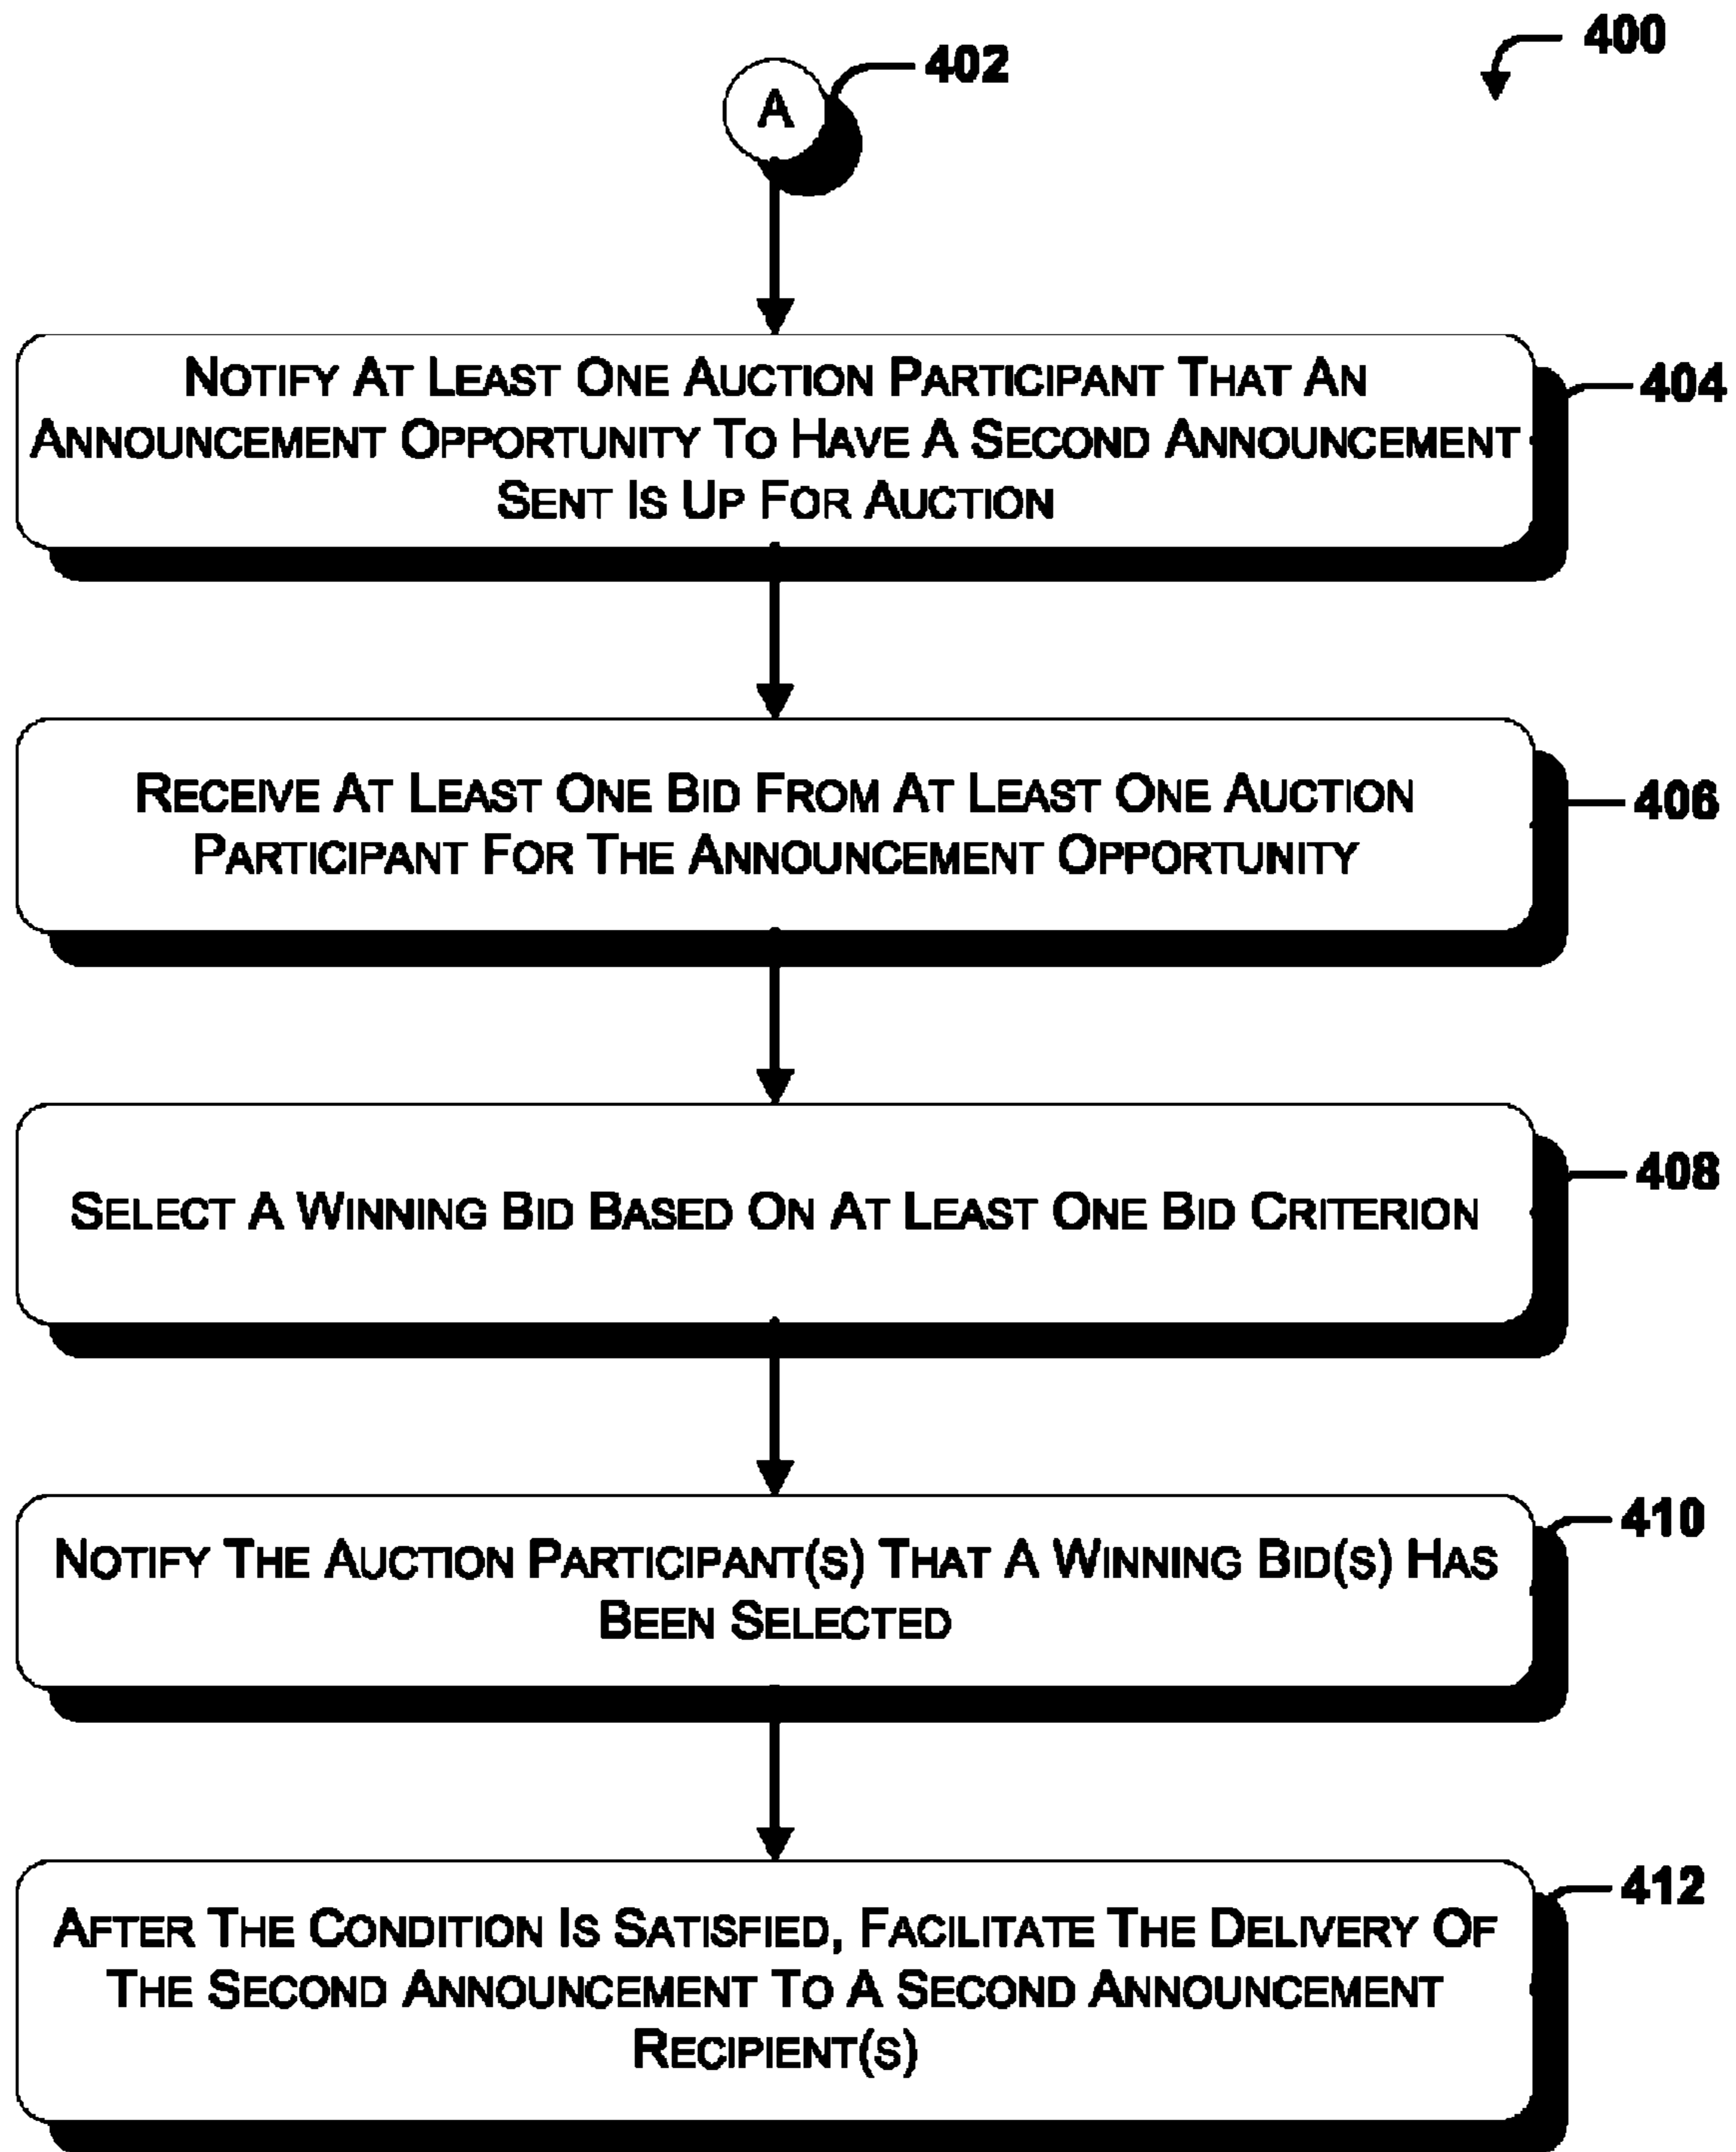 400
402
A
NOTIFY AT LEAST ONE AUCTION PARTICIPANT THAT AN
404
ANNOUNCEMENT OPPORTUNITY TO HAVE A SECOND ANNOUNCEMENT
SENT IS UP FOR AUCTION
RECEIVE AT LEAST ONE BID FROM AT LEAST ONE AUCTION
406
PARTICIPANT FOR THE ANNOUNCEMENT OPPORTUNITY
408
SELECT A WINNING BID BASED ON AT LEAST ONE BID CRITERION
410
NOTIFY THE AUCTION PARTICIPANT(S) THAT A WINNING BID(S) HAS
BEEN SELECTED
412
AFTER THE CONDITION IS SATISFIED, FACILITATE THE DELIVERY OF
THE SECOND ANNOUNCEMENT TO A SECOND ANNOUNCEMENT
RECIPIENT(S)